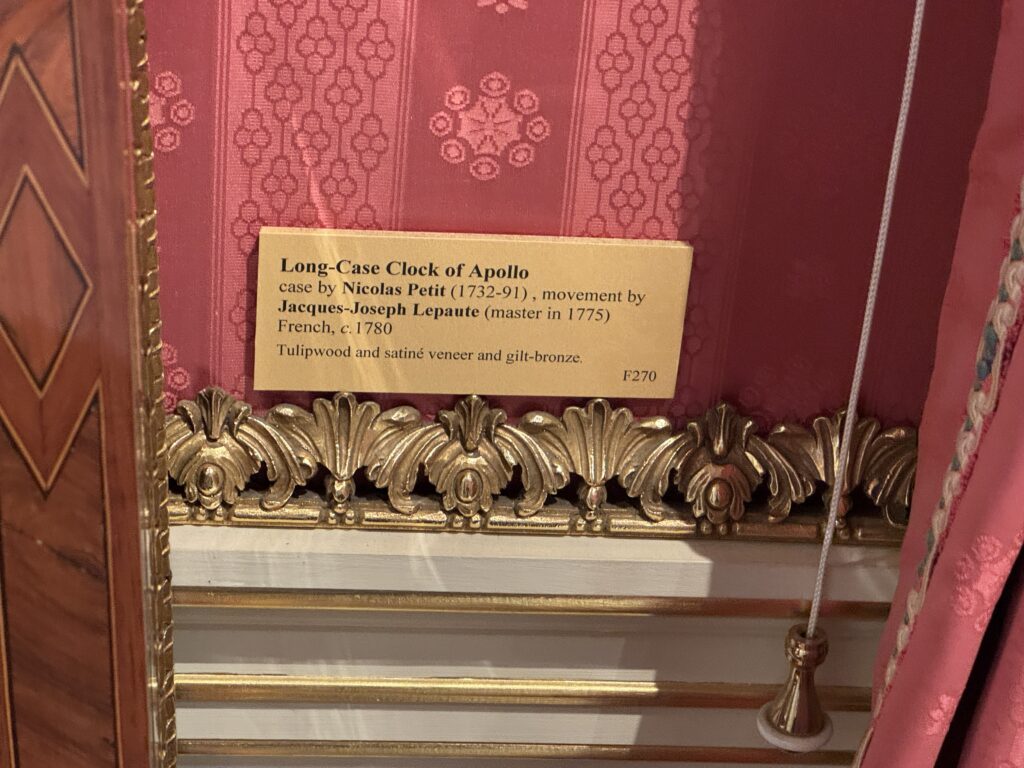 Long-Case Clock of Apollo
case by Nicolas Petit (1732-91) , movement by
Jacques-Joseph Lepaute (master in 1775)
French, c.1780
Tulipwood and satiné veneer and gilt-bronze.
F270